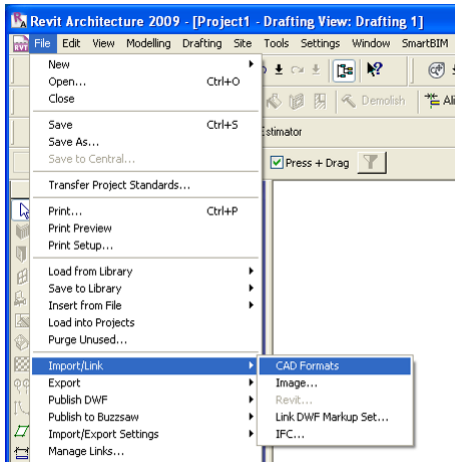 Revit Architecture 2009 - [Project1 - Drafting View: Drafting 1]
File Edit View Modelling Drafting Site Tools Settings Window SmartBIM
New
Open... Ctrl+O
Close
Demolish Ali
Save Ctrl+S
stimator
Save As...
Save to Central...
Press + Drag
Transfer Project Standards...
Print... Ctrl+P
Print Preview
Print Setup...
Load from Library
Save to Library
Insert from File
Load into Projects
Purge Unused...
Import/Link
CAD Formats
Export
Image...
Publish DWF
Revit...
Publish to Buzzsaw
Link DWF Markup Set...
Import/Export Settings
IFC...
Manage Links...